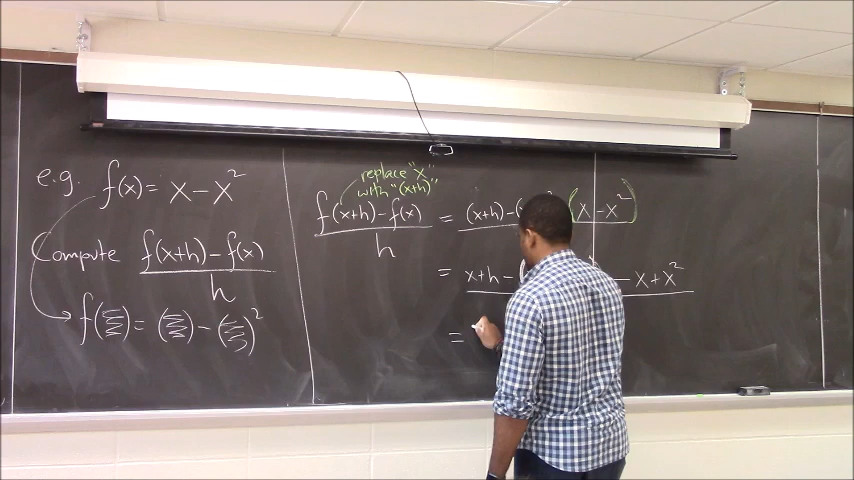 e.g. f(x) = x - x²
Compute f(x+h) - f(x)
h
f( ) = ( ) - ( )²
replace "x"
with "(x+h)"
f(x+h) - f(x) = (x+h) - ( (x - x²)
h
= x+h - ( - x + x²
=